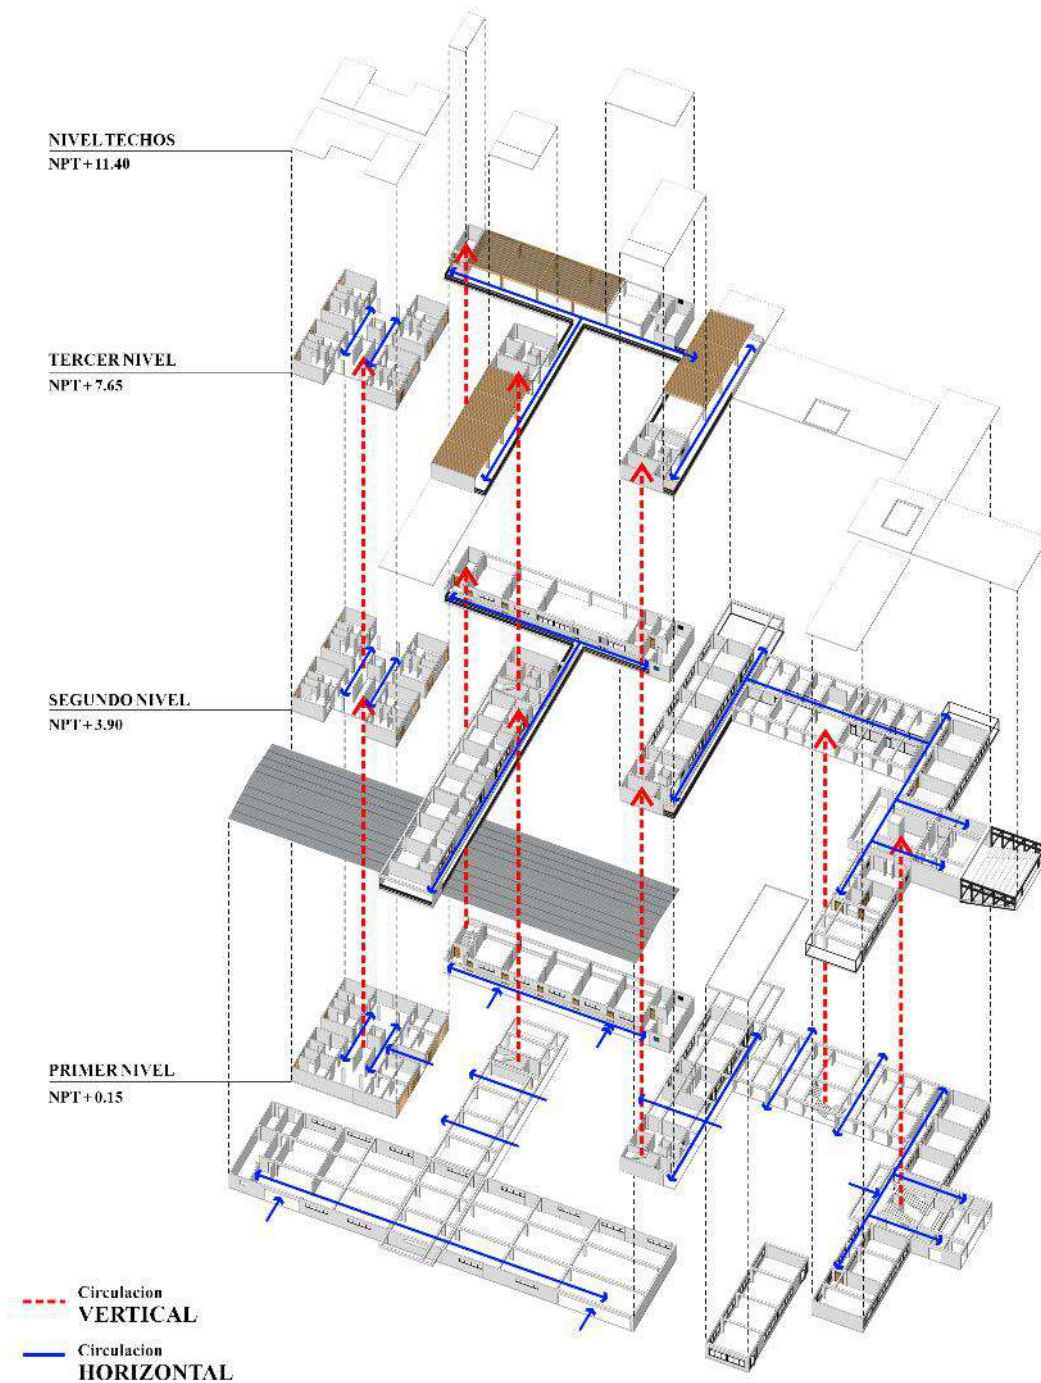 NIVEL TECHOS
NPT + 11.40
TERCER NIVEL
NPT + 7.65
SEGUNDO NIVEL
NPT + 3.90
PRIMER NIVEL
NPT + 0.15
Circulacion
VERTICAL
Circulacion
HORIZONTAL